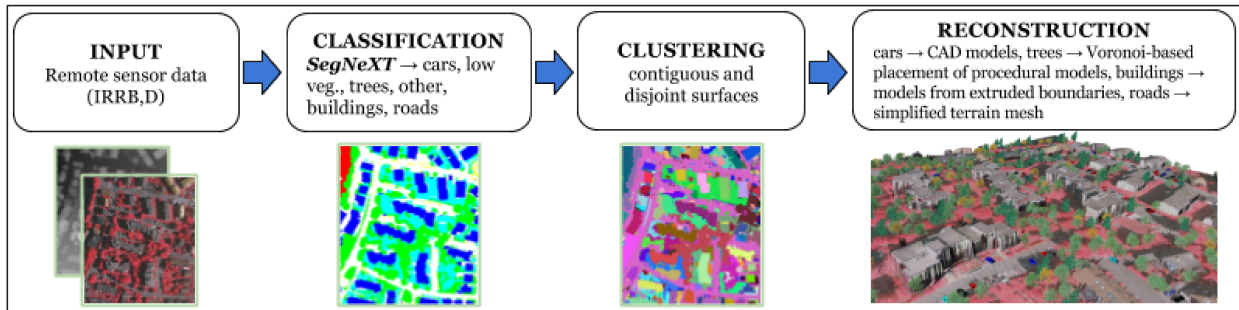 INPUT
Remote sensor data
(IRRB,D)
CLASSIFICATION
SegNeXT → cars, low
veg., trees, other,
buildings, roads
CLUSTERING
contiguous and
disjoint surfaces
RECONSTRUCTION
cars → CAD models, trees → Voronoi-based
placement of procedural models, buildings →
models from extruded boundaries, roads →
simplified terrain mesh